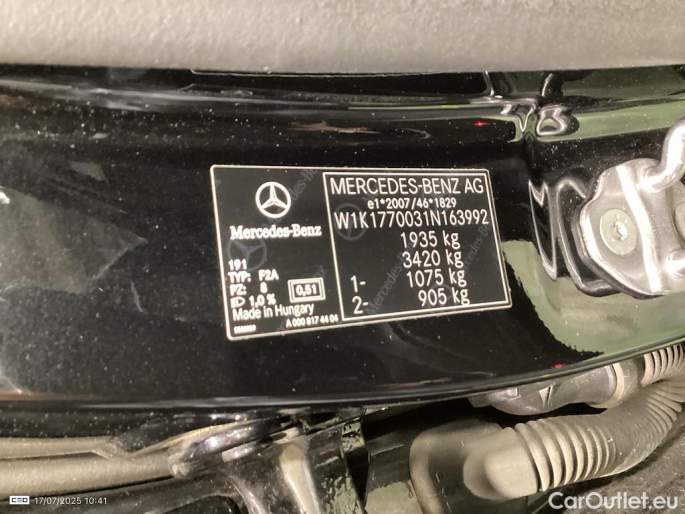 Mercedes-Benz
191
TYP: F2A
PZ: 8
1,0 %
0,51
Made in Hungary
A 000 817 44 04
MERCEDES-BENZ AG
e1*2007/46*1829
W1K1770031N163992
1935 kg
3420 kg
1- 1075 kg
2- 905 kg
CEO 17/07/2025 10:41
CarOutlet.eu